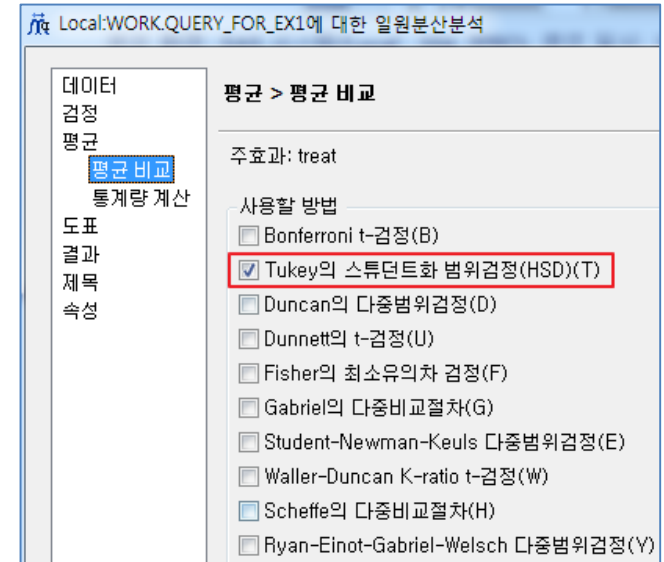 Local:WORK.QUERY_FOR_EX1에 대한 일원분산분석
데이터
검정
평균
평균 비교
통계량 계산
도표
결과
제목
속성
평균 > 평균 비교
주효과: treat
사용할 방법
Bonferroni t-검정(B)
Tukey의 스튜던트화 범위검정(HSD)(T)
Duncan의 다중범위검정(D)
Dunnett의 t-검정(U)
Fisher의 최소유의차 검정(F)
Gabriel의 다중비교절차(G)
Student-Newman-Keuls 다중범위검정(E)
Waller-Duncan K-ratio t-검정(W)
Scheffe의 다중비교절차(H)
Ryan-Einot-Gabriel-Welsch 다중범위검정(Y)